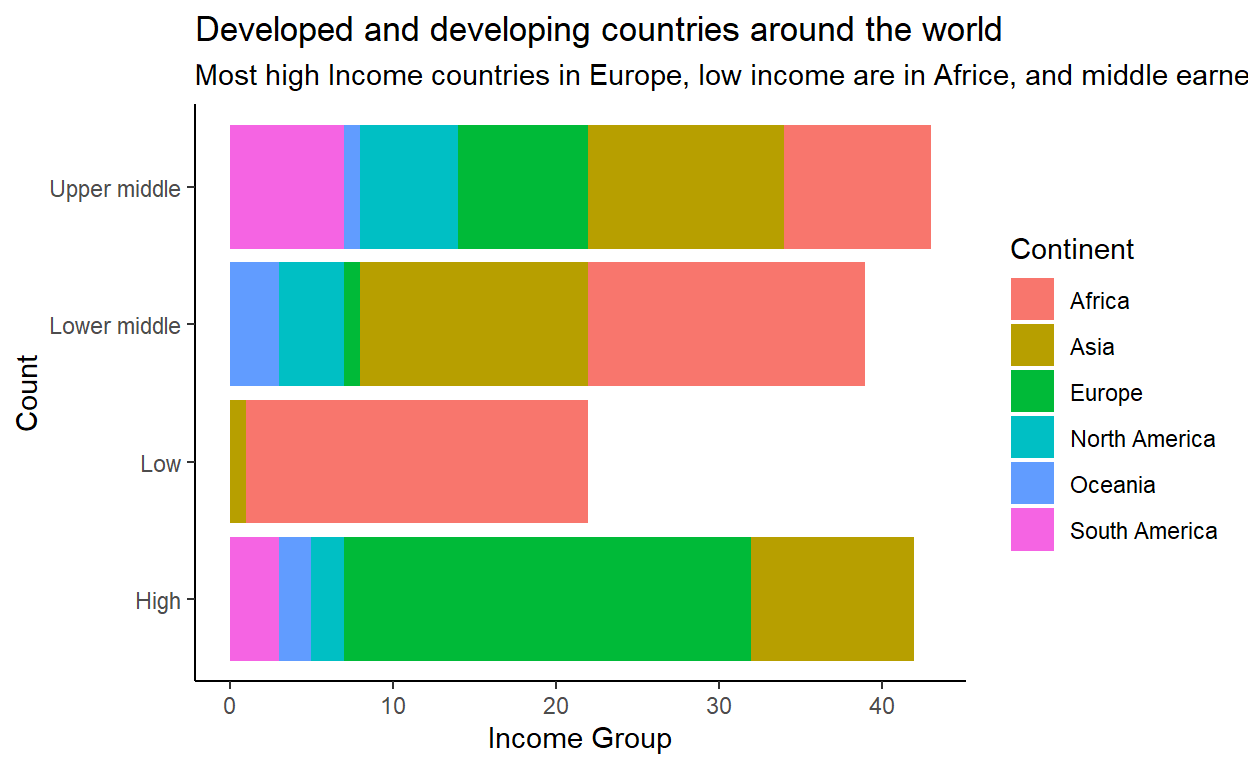 Developed and developing countries around the world
Most high Income countries in Europe, low income are in Africe, and middle earne
Upper middle
Lower middle
Low
High
Count
0 10 20 30 40
Income Group
Continent
Africa
Asia
Europe
North America
Oceania
South America